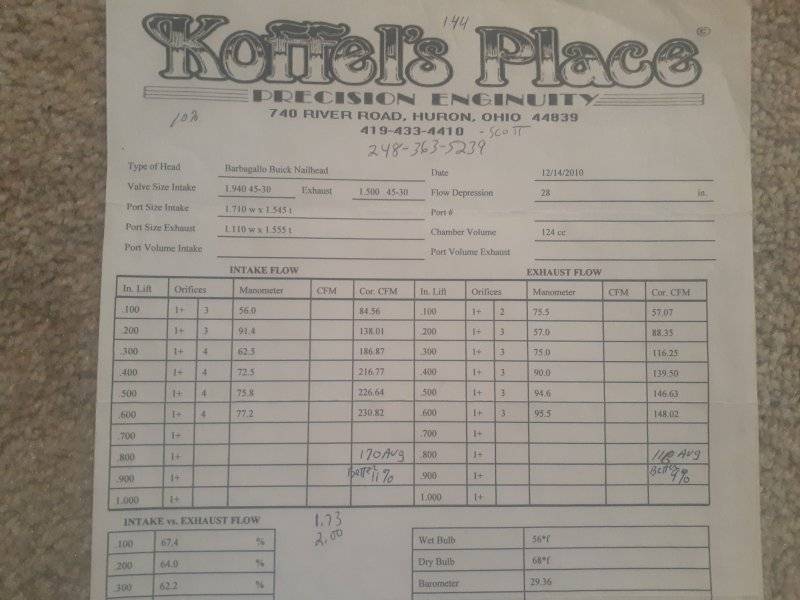 144
Koffel's Place ©
PRECISION ENGINUITY
10%
740 RIVER ROAD, HURON, OHIO 44839
419-433-4410 - SCOTT
248-363-5239
Type of Head Barbagallo Buick Nailhead Date 12/14/2010
Valve Size Intake 1.940 45-30 Exhaust 1.500 45-30 Flow Depression 28 in.
Port Size Intake 1.710 w x 1.545 t Port #
Port Size Exhaust 1.110 w x 1.555 t Chamber Volume 124 cc
Port Volume Intake Port Volume Exhaust
INTAKE FLOW EXHAUST FLOW
In. Lift Orifices Manometer CFM Cor. CFM In. Lift Orifices Manometer CFM Cor. CFM
.100 1+ 3 56.0 84.56 .100 1+ 2 75.5 57.07
.200 1+ 3 91.4 138.01 .200 1+ 3 57.0 88.35
.300 1+ 4 62.5 186.87 .300 1+ 3 75.0 116.25
.400 1+ 4 72.5 216.77 .400 1+ 3 90.0 139.50
.500 1+ 4 75.8 226.64 .500 1+ 3 94.6 146.63
.600 1+ 4 77.2 230.82 .600 1+ 3 95.5 148.02
.700 1+ .700 1+
.800 1+ 170 Avg .800 1+ Avg
.900 1+ Better 11% .900 1+ Better 9%
1.000 1+ 1.000 1+
INTAKE vs. EXHAUST FLOW 1.73
2.00
.100 67.4 % Wet Bulb 56*f
.200 64.0 % Dry Bulb 68*f
.300 62.2 % Barometer 29.36